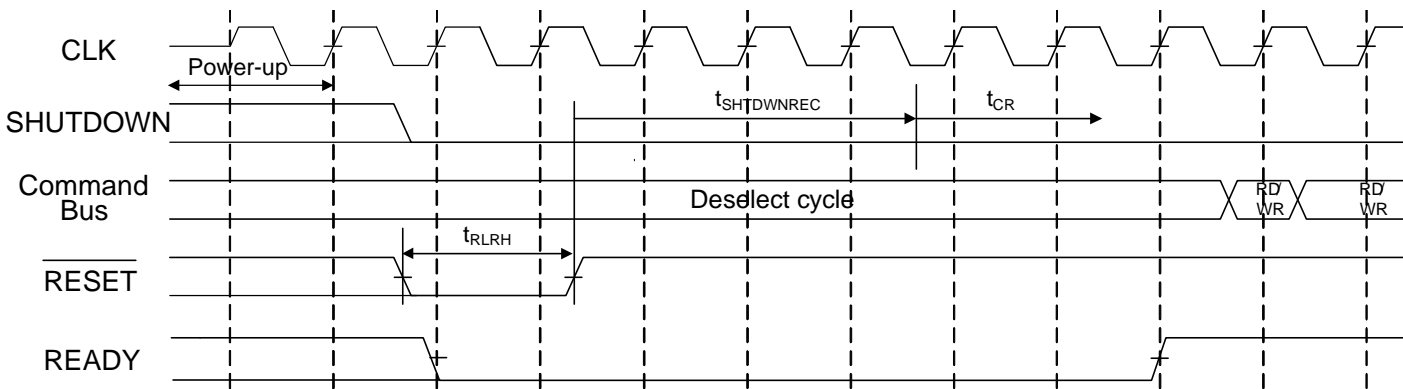 CLK
Power-up
SHUTDOWN
tSHTDWNREC
tCR
Command
Bus
Deselect cycle
RD/
WR
RD/
WR
tRLRH
RESET
READY